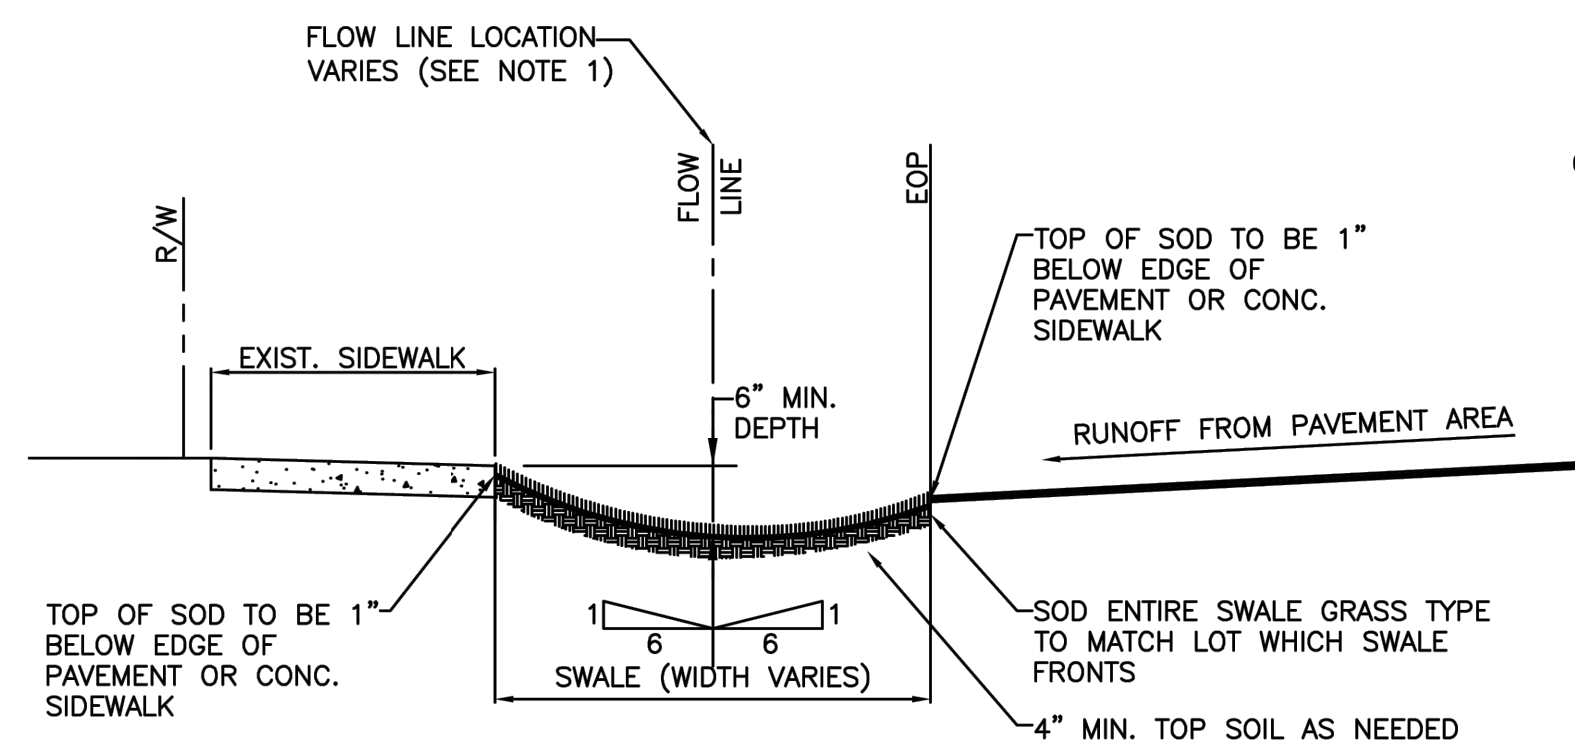 FLOW LINE LOCATION
VARIES (SEE NOTE 1)
R/W
FLOW
LINE
EOP
TOP OF SOD TO BE 1”
BELOW EDGE OF
PAVEMENT OR CONC.
SIDEWALK
EXIST. SIDEWALK
6” MIN.
DEPTH
RUNOFF FROM PAVEMENT AREA
TOP OF SOD TO BE 1”
BELOW EDGE OF
PAVEMENT OR CONC.
SIDEWALK
1
6
6
1
SWALE (WIDTH VARIES)
SOD ENTIRE SWALE GRASS TYPE
TO MATCH LOT WHICH SWALE
FRONTS
4” MIN. TOP SOIL AS NEEDED